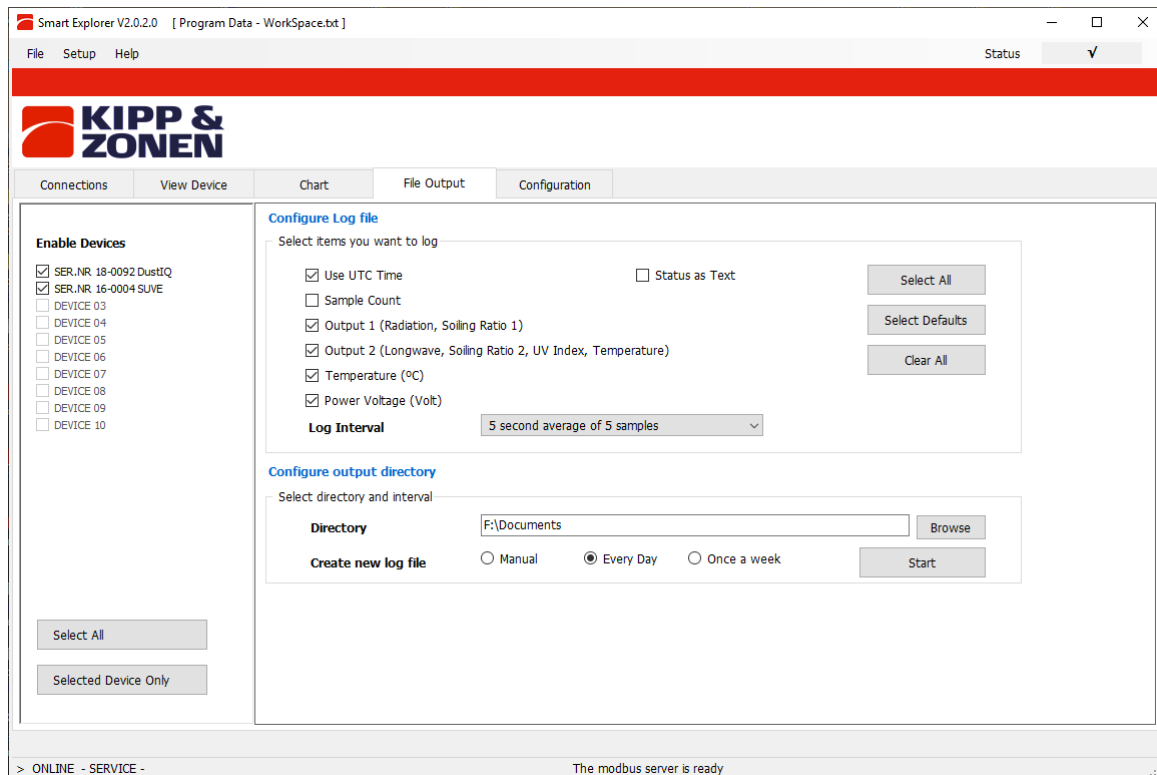 Smart Explorer V2.0.2.0 [ Program Data - WorkSpace.txt ]
File Setup Help
Status √
KIPP &
ZONEN
Connections View Device Chart File Output Configuration
Enable Devices
SER.NR 18-0092 DustIQ
SER.NR 16-0004 SUVE
DEVICE 03
DEVICE 04
DEVICE 05
DEVICE 06
DEVICE 07
DEVICE 08
DEVICE 09
DEVICE 10
Select All
Selected Device Only
Configure Log file
Select items you want to log
Use UTC Time
Status as Text
Select All
Sample Count
Output 1 (Radiation, Soiling Ratio 1)
Select Defaults
Output 2 (Longwave, Soiling Ratio 2, UV Index, Temperature)
Clear All
Temperature (ºC)
Power Voltage (Volt)
Log Interval 5 second average of 5 samples
Configure output directory
Select directory and interval
Directory F:\Documents Browse
Create new log file Manual Every Day Once a week Start
> ONLINE - SERVICE -
The modbus server is ready